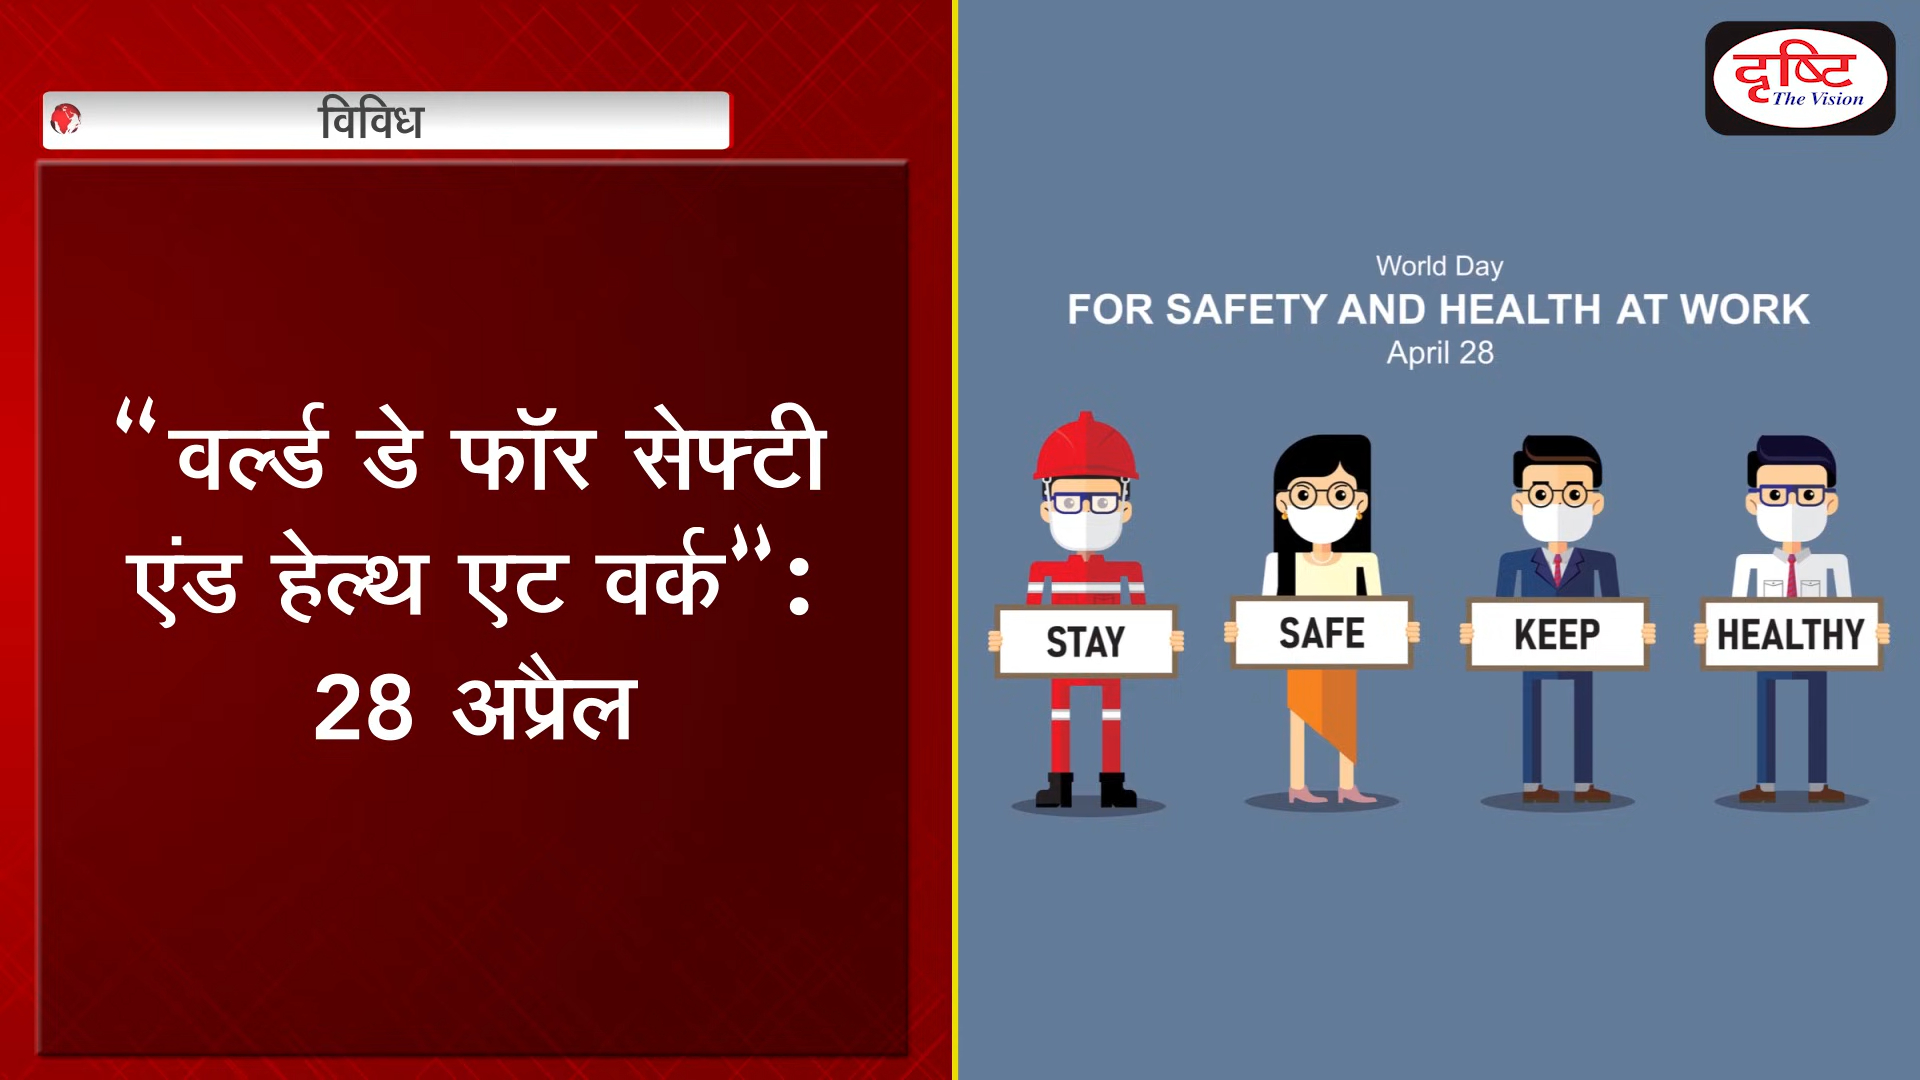 विविध
“वर्ल्ड डे फॉर सेफ्टी
एंड हेल्थ एट वर्क”:
28 अप्रैल
दृष्टि
The Vision
World Day
FOR SAFETY AND HEALTH AT WORK
April 28
STAY
SAFE
KEEP
HEALTHY